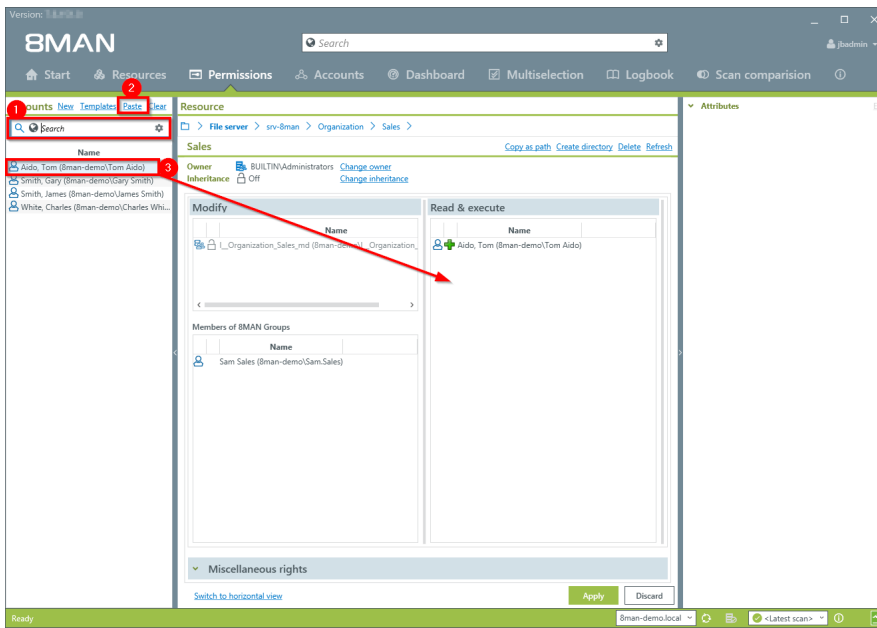 Version:
8MAN
Search
jbadmin
Start Resources Permissions Accounts Dashboard Multiselection Logbook Scan comparision
2
1 ounts New Templates Paste Clear
Resource
Attributes
Search
File server > srv-8man > Organization > Sales >
Name
Sales
Copy as path Create directory Delete Refresh
Aido, Tom (8man-demo\Tom Aido)
3
Smith, Gary (8man-demo\Gary Smith)
Smith, James (8man-demo\James Smith)
White, Charles (8man-demo\Charles Whi...
Owner BUILTIN\Administrators Change owner
Inheritance Off Change inheritance
Modify
Name
l_Organization_Sales_md (8man-demo\l_Organization_
Members of 8MAN Groups
Name
Sam Sales (8man-demo\Sam.Sales)
Read & execute
Name
Aido, Tom (8man-demo\Tom Aido)
Miscellaneous rights
Switch to horizontal view
Apply Discard
Ready
8man-demo.local
<Latest scan>